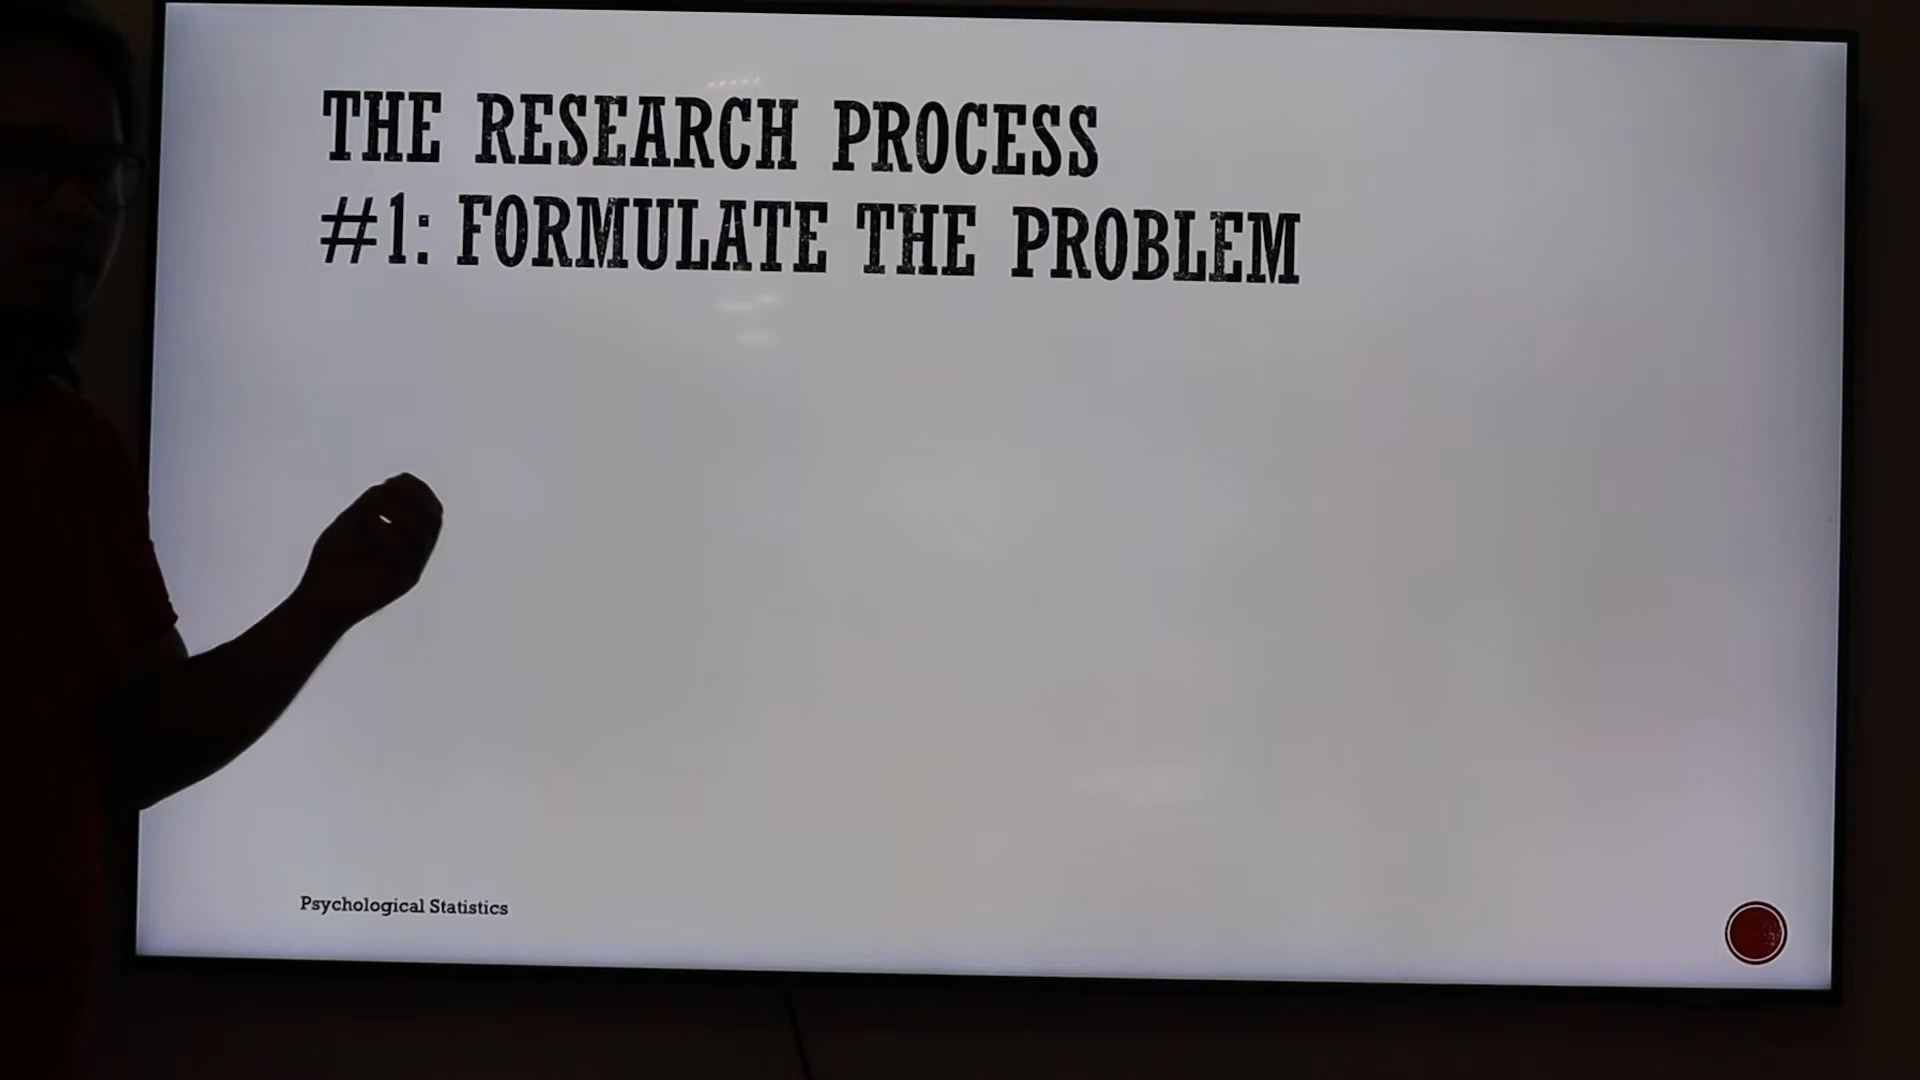 THE RESEARCH PROCESS
#1: FORMULATE THE PROBLEM
Psychological Statistics